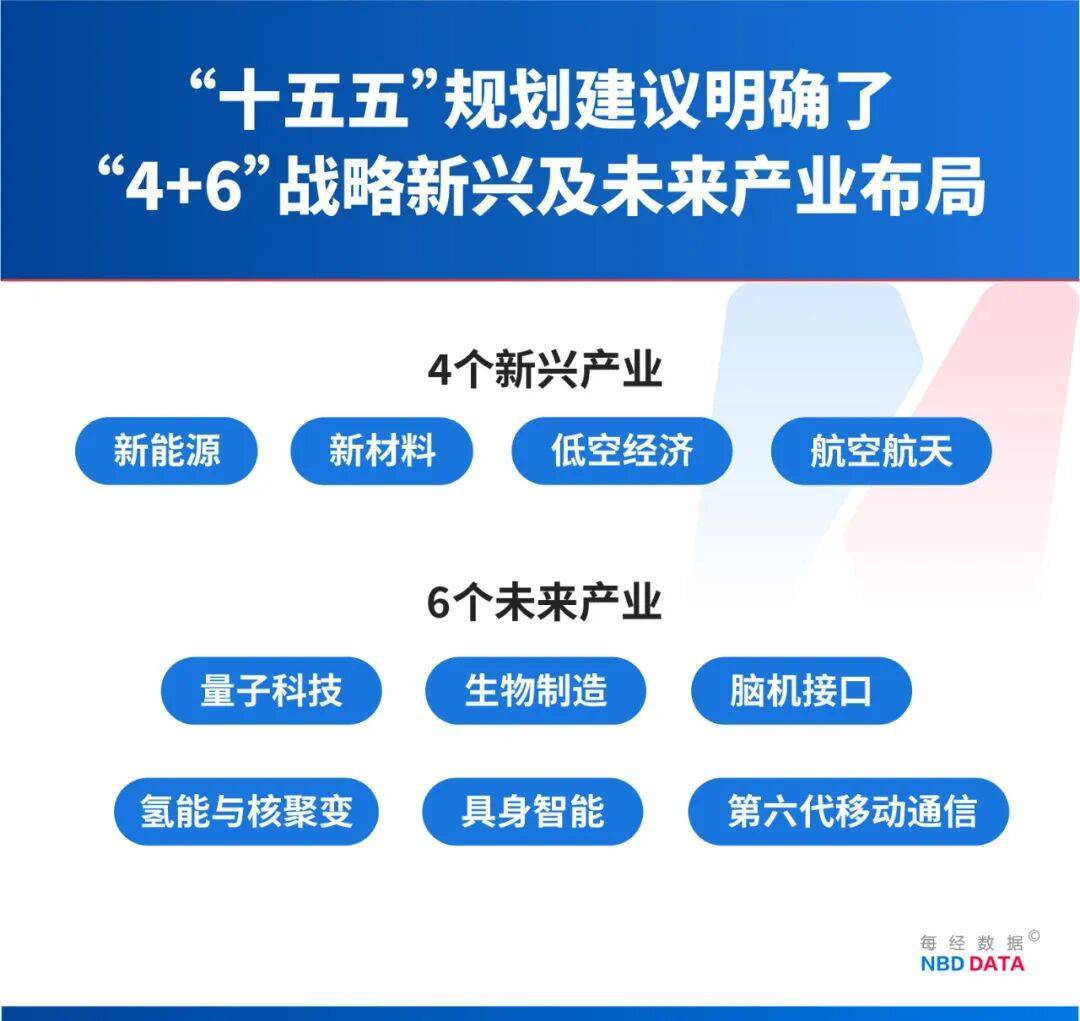 “十五五”规划建议明确了
“4+6”战略新兴及未来产业布局
4个新兴产业
新能源 新材料 低空经济 航空航天
6个未来产业
量子科技 生物制造 脑机接口
氢能与核聚变 具身智能 第六代移动通信
每经数据©
NBD DATA